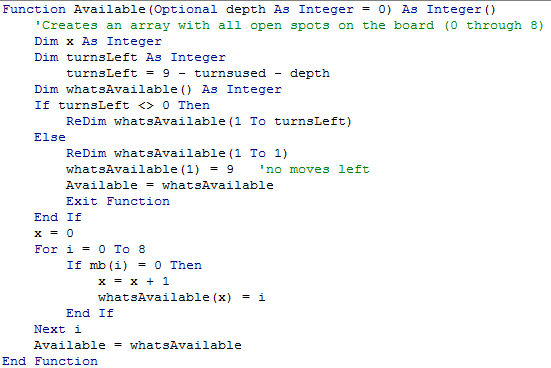 Function Available(Optional depth As Integer = 0) As Integer()
    'Creates an array with all open spots on the board (0 through 8)
    Dim x As Integer
    Dim turnsLeft As Integer
        turnsLeft = 9 - turnsused - depth
    Dim whatsAvailable() As Integer
    If turnsLeft <> 0 Then
        ReDim whatsAvailable(1 To turnsLeft)
    Else
        ReDim whatsAvailable(1 To 1)
        whatsAvailable(1) = 9   'no moves left
        Available = whatsAvailable
        Exit Function
    End If
    x = 0
    For i = 0 To 8
        If mb(i) = 0 Then
            x = x + 1
            whatsAvailable(x) = i
        End If
    Next i
    Available = whatsAvailable
End Function